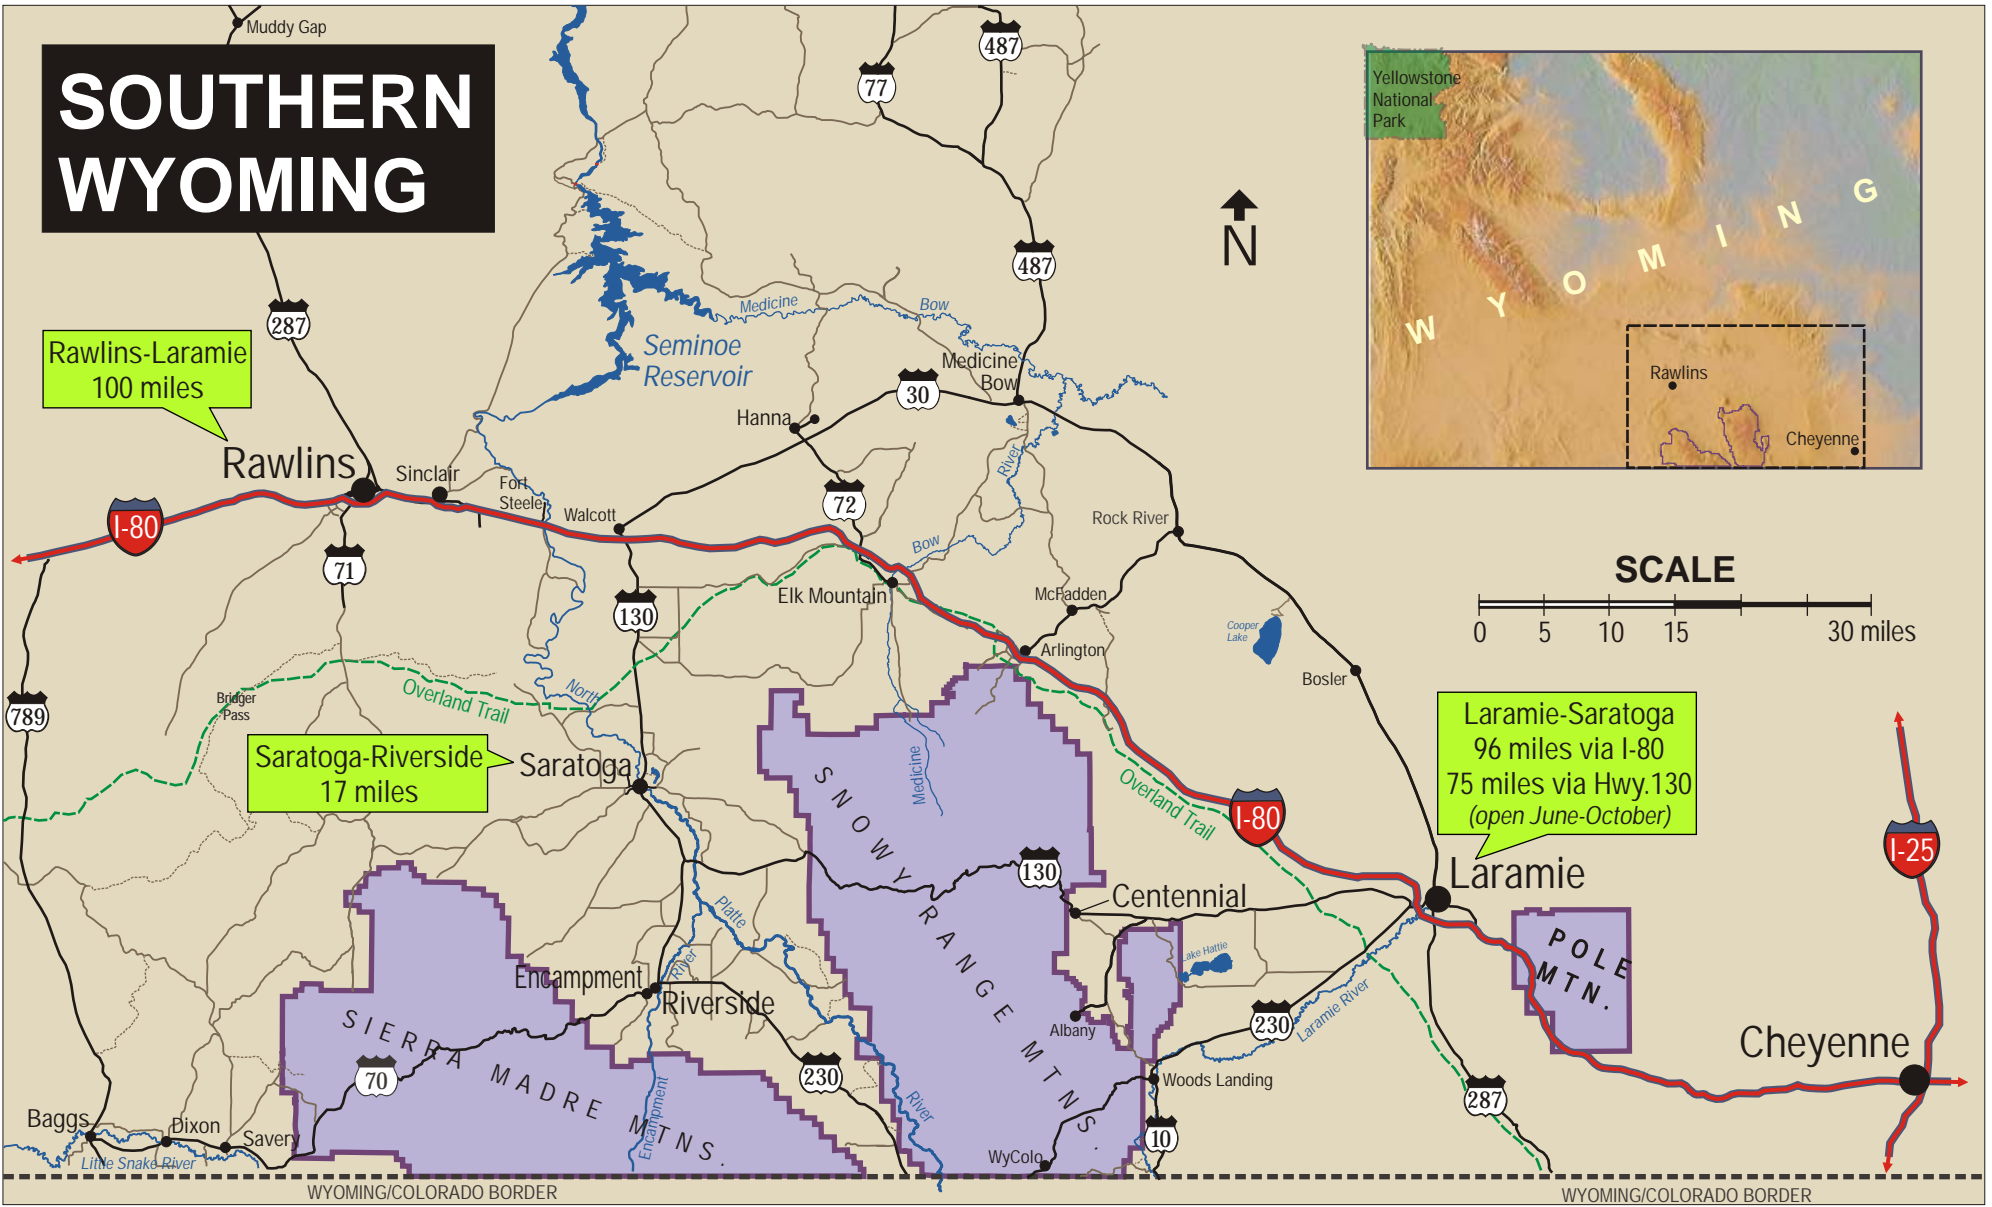 Muddy Gap
SOUTHERN
WYOMING
487
77
Yellowstone
National
Park
WYOMING
Rawlins
Cheyenne
N
487
287
Medicine
Bow
Rawlins-Laramie
100 miles
Seminoe
Reservoir
Medicine
Bow
30
Hanna
Rawlins
Sinclair
Fort
Steele
Walcott
72
River
Rock River
I-80
71
Bow
SCALE
0 5 10 15 30 miles
130
Elk Mountain
McFadden
Cooper
Lake
Arlington
Bosler
Bridger
Pass
789
Overland Trail
North
Saratoga-Riverside
17 miles
Saratoga
Medicine
Overland Trail
I-80
Laramie-Saratoga
96 miles via I-80
75 miles via Hwy.130
(open June-October)
I-25
SNOWY RANGE MTNS.
130
Centennial
Laramie
Platte
River
Lake Hattie
POLE
MTN.
Encampment
Riverside
SIERRA MADRE MTNS.
70
230
Albany
230
Laramie River
Cheyenne
Woods Landing
287
Encampment
River
10
Baggs
Dixon
Savery
Little Snake River
WyColo
WYOMING/COLORADO BORDER
WYOMING/COLORADO BORDER